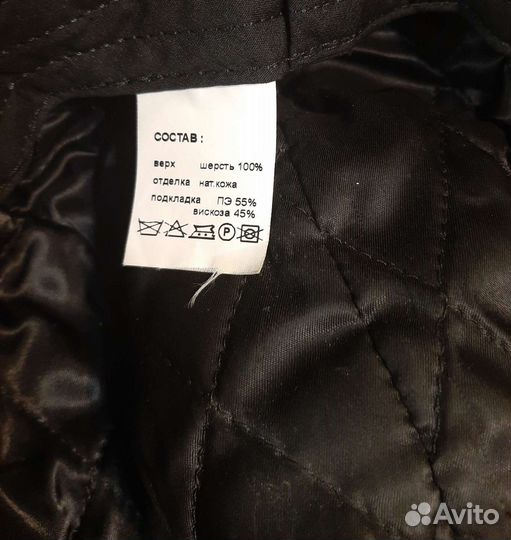 СОСТАВ :
верх шерсть 100%
отделка нат.кожа
подкладка ПЭ 55%
вискоза 45%
P
Avito